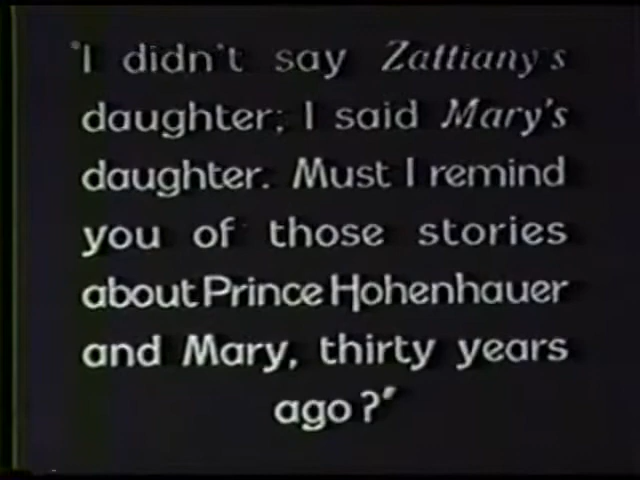 "I didn't say Zattiany's
daughter; I said Mary's
daughter. Must I remind
you of those stories
about Prince Hohenhauer
and Mary, thirty years
ago?"